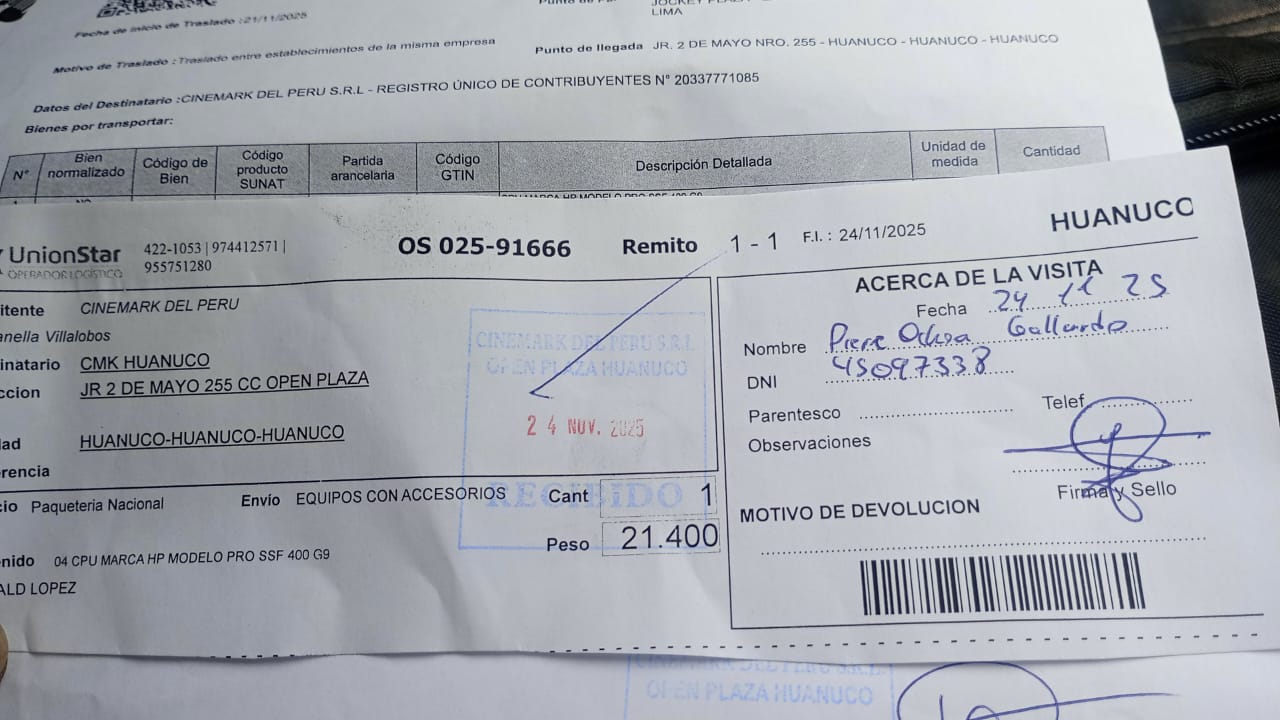 Fecha de inicio de Traslado :21/11/2025
LIMA
Motivo de Traslado : Traslado entre establecimientos de la misma empresa
Punto de llegada JR. 2 DE MAYO NRO. 255 - HUANUCO - HUANUCO - HUANUCO
Datos del Destinatario :CINEMARK DEL PERU S.R.L - REGISTRO ÚNICO DE CONTRIBUYENTES N° 20337771085
Bienes por transportar:
N° Bien normalizado Código de Bien Código producto SUNAT Partida arancelaria Código GTIN Descripción Detallada Unidad de medida Cantidad
UnionStar
OPERADOR LOGÍSTICO
422-1053 | 974412571 |
955751280
OS 025-91666 Remito 1 - 1 F.I. : 24/11/2025
HUANUCO
itente CINEMARK DEL PERU
anella Villalobos
inatario CMK HUANUCO
ccion JR 2 DE MAYO 255 CC OPEN PLAZA
ad HUANUCO-HUANUCO-HUANUCO
rencia
CINEMARK DEL PERU S.R.L
OPEN PLAZA HUANUCO
24 NOV. 2025
RECIBIDO
io Paqueteria Nacional Envío EQUIPOS CON ACCESORIOS Cant 1
Peso 21.400
nido 04 CPU MARCA HP MODELO PRO SSF 400 G9
ALD LOPEZ
ACERCA DE LA VISITA
Fecha 24 11 25
Nombre Piere Ochoa Gallardo
DNI 45097338
Parentesco Telef
Observaciones
Firma y Sello
MOTIVO DE DEVOLUCION
CINEMARK DEL PERU S.R.L.
OPEN PLAZA HUANUCO